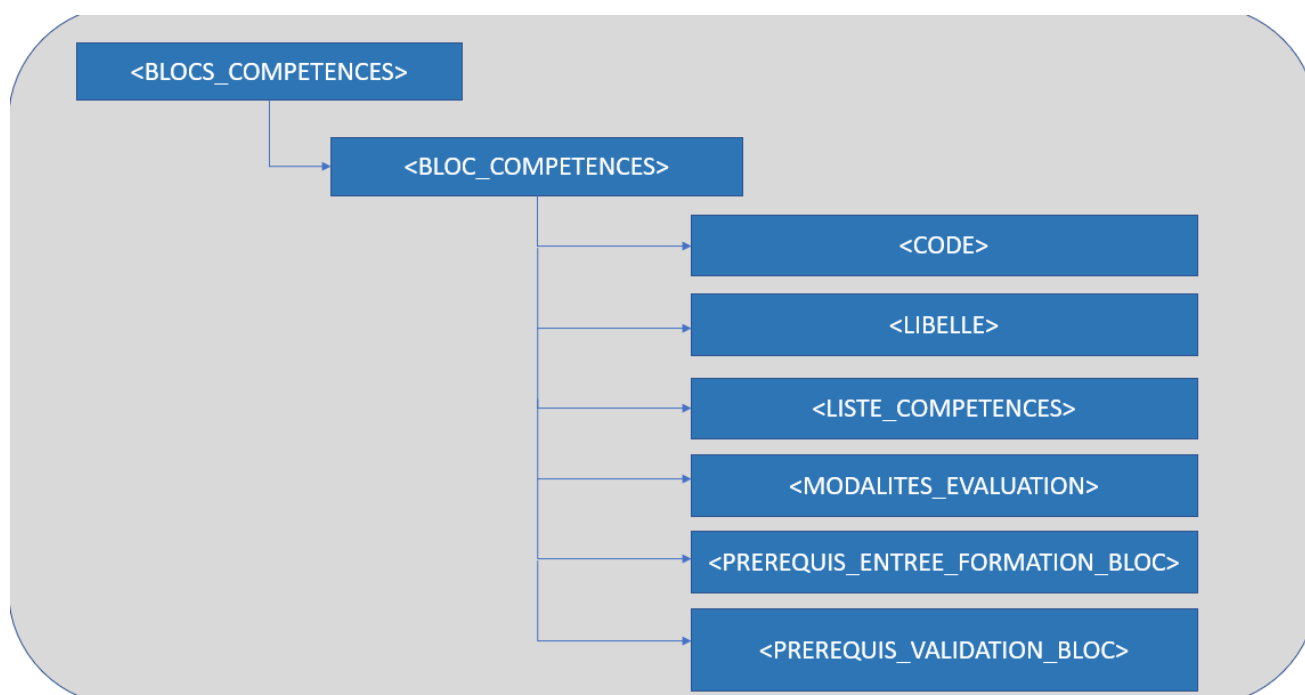 <BLOCS_COMPETENCES>
<BLOC_COMPETENCES>
<CODE>
<LIBELLE>
<LISTE_COMPETENCES>
<MODALITES_EVALUATION>
<PREREQUIS_ENTREE_FORMATION_BLOC>
<PREREQUIS_VALIDATION_BLOC>